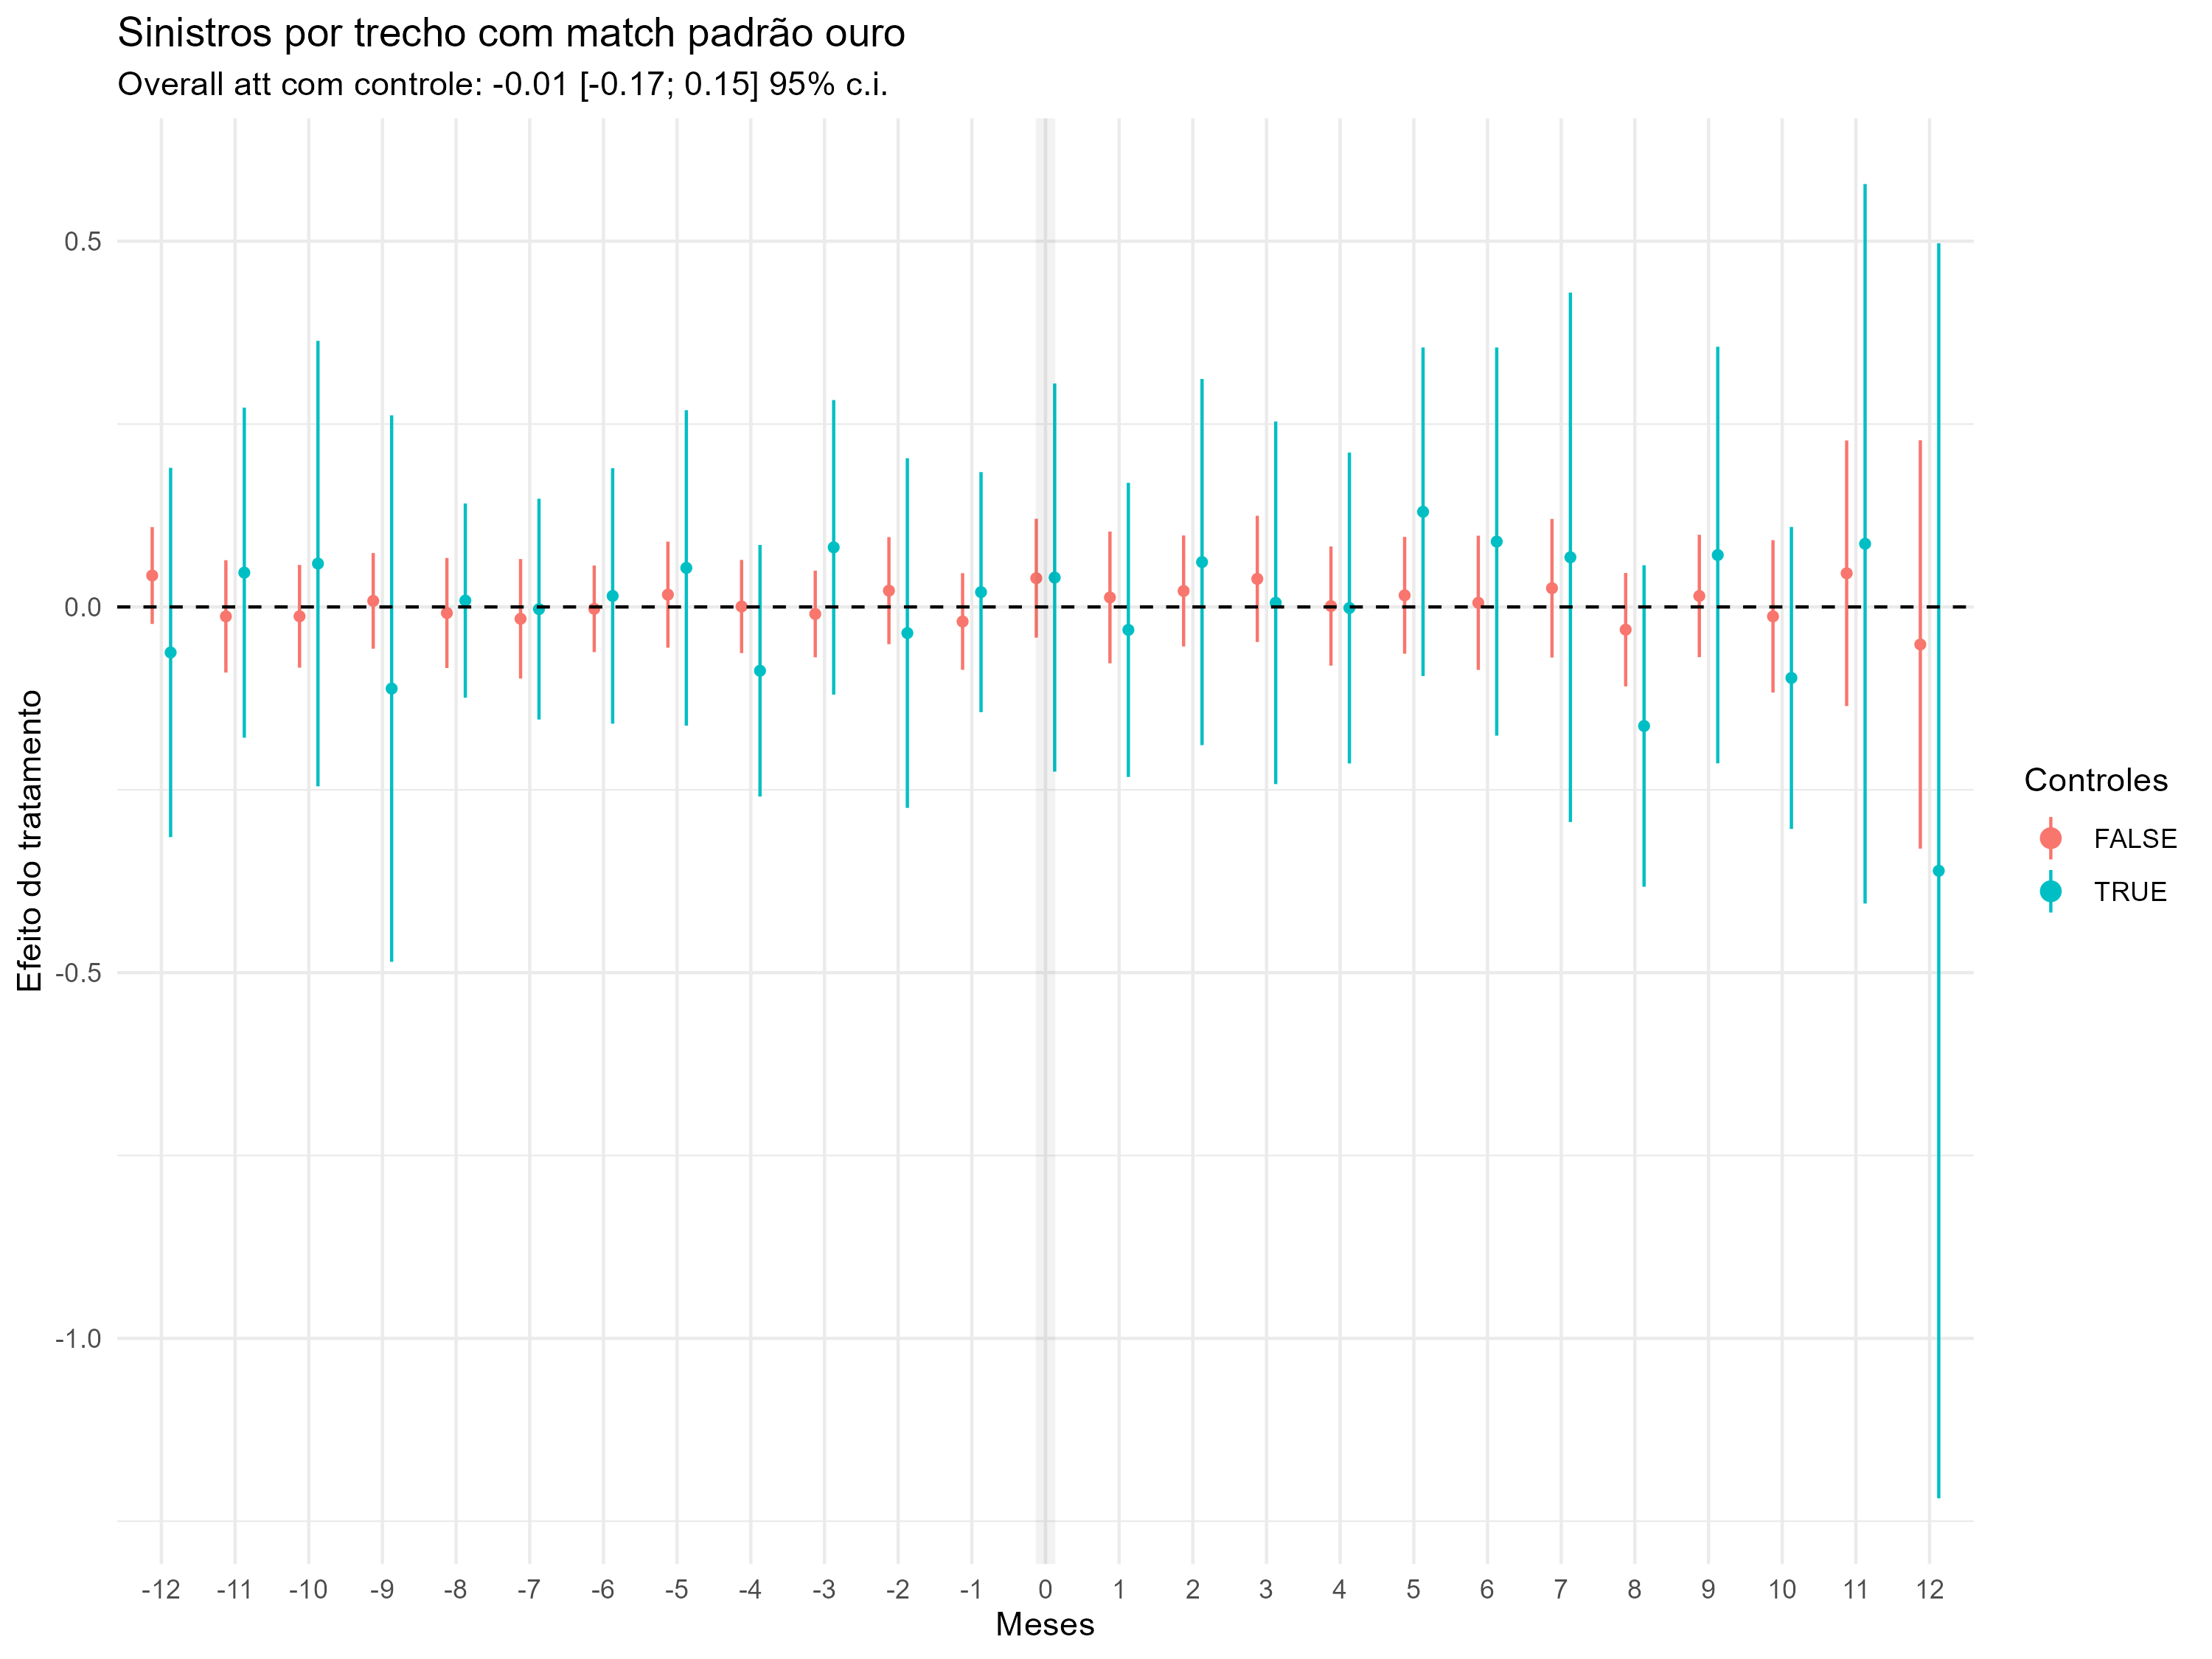 Sinistros por trecho com match padrão ouro
Overall att com controle: -0.01 [-0.17; 0.15] 95% c.i.
Efeito do tratamento
0.5
0.0
-0.5
-1.0
-12 -11 -10 -9 -8 -7 -6 -5 -4 -3 -2 -1 0 1 2 3 4 5 6 7 8 9 10 11 12
Meses
Controles
FALSE
TRUE